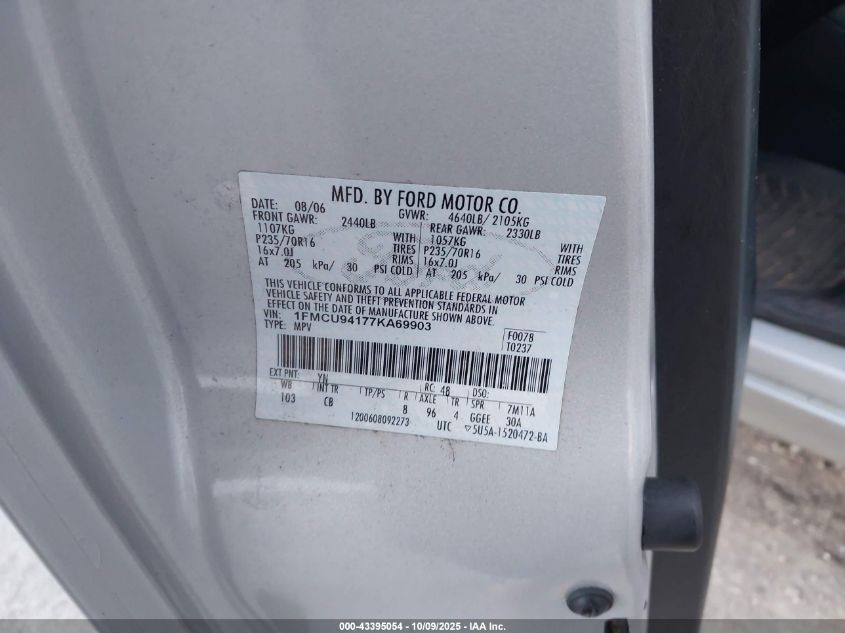 MFD. BY FORD MOTOR CO.
DATE: 08/06 GVWR: 4640LB/ 2105KG
FRONT GAWR: 2440LB REAR GAWR: 2330LB
1107KG WITH 1057KG WITH
P235/70R16 TIRES P235/70R16 TIRES
16x7.0J RIMS 16x7.0J RIMS
AT 205 kPa/ 30 PSI COLD AT 205 kPa/ 30 PSI COLD
THIS VEHICLE CONFORMS TO ALL APPLICABLE FEDERAL MOTOR
VEHICLE SAFETY AND THEFT PREVENTION STANDARDS IN
EFFECT ON THE DATE OF MANUFACTURE SHOWN ABOVE.
VIN: 1FMCU94177KA69903
TYPE: MPV
F0078
T0237
EXT PNT: YN RC: 48 DSO:
WB INT TR TP/PS R AXLE TR SPR 7M11A
103 CB 8 96 4 GGEE 30A
1200608092273 UTC ▽5U5A-1520472-BA
000-43395054 - 10/09/2025 - IAA Inc.